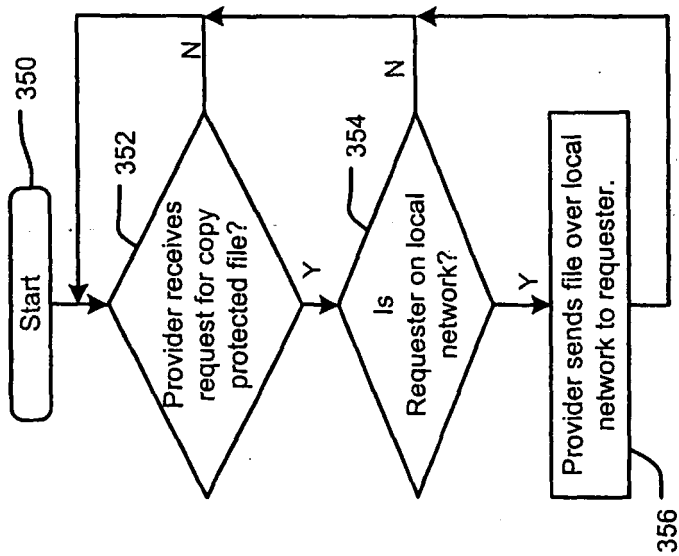 Start
350
Provider receives
request for copy
protected file?
352
N
Y
Is
Requester on local
network?
354
N
Y
Provider sends file over local
network to requester.
356